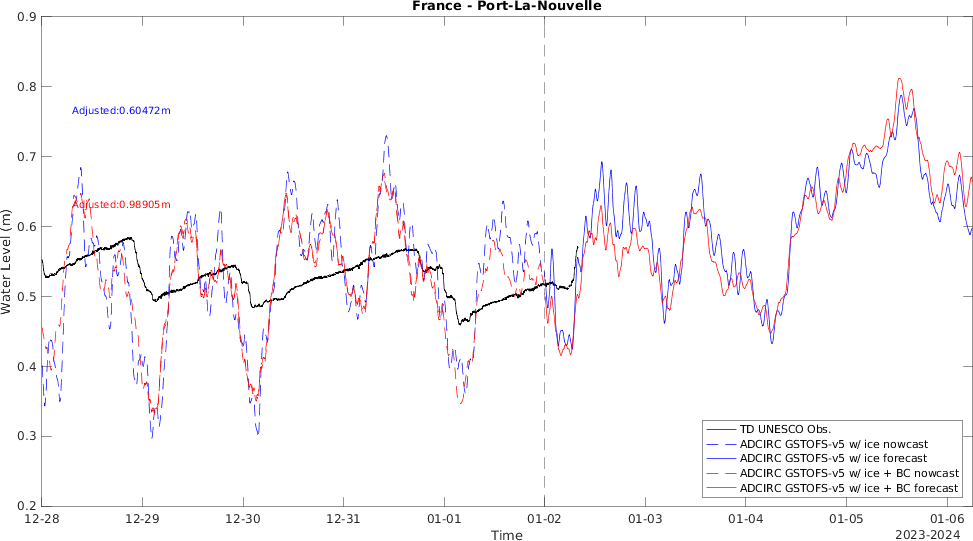 France - Port-La-Nouvelle
0.9
0.8
0.7
0.6
0.5
0.4
0.3
0.2
Water Level (m)
Adjusted:0.60472m
Adjusted:0.98905m
TD UNESCO Obs.
ADCIRC GSTOFS-v5 w/ ice nowcast
ADCIRC GSTOFS-v5 w/ ice forecast
ADCIRC GSTOFS-v5 w/ ice + BC nowcast
ADCIRC GSTOFS-v5 w/ ice + BC forecast
12-28 12-29 12-30 12-31 01-01 01-02 01-03 01-04 01-05 01-06
Time
2023-2024